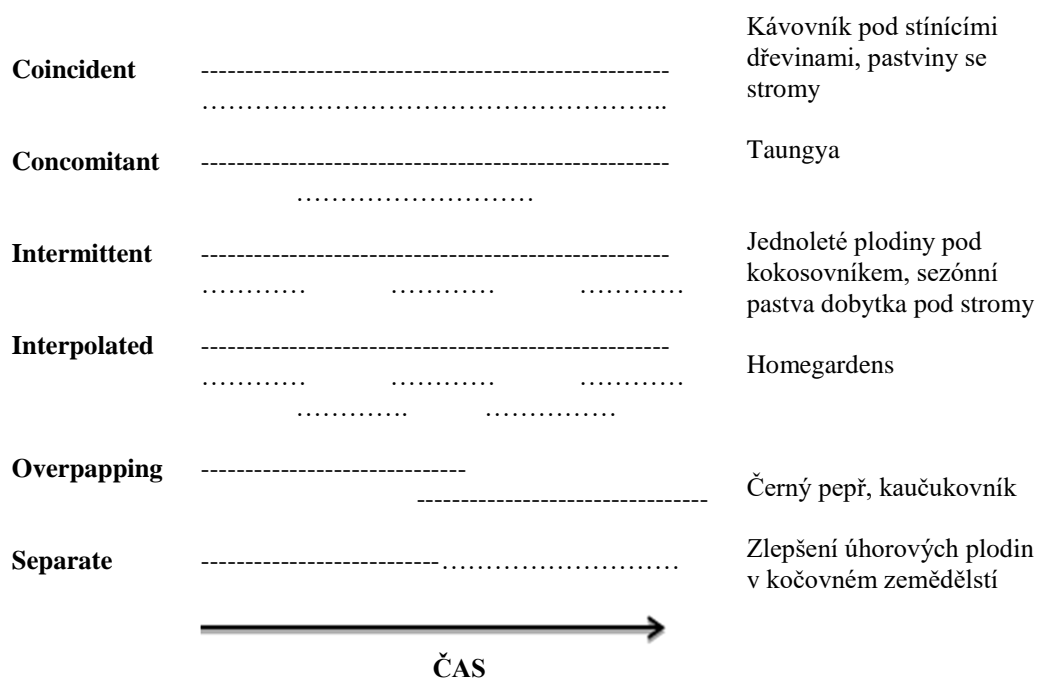 Coincident
Kávovník pod stínícími
dřevinami, pastviny se
stromy
Concomitant
Taungya
Intermittent
Jednoleté plodiny pod
kokosovníkem, sezónní
pastva dobytka pod stromy
Interpolated
Homegardens
Overpapping
Černý pepř, kaučukovník
Separate
Zlepšení úhorových plodin
v kočovném zemědělstí
ČAS